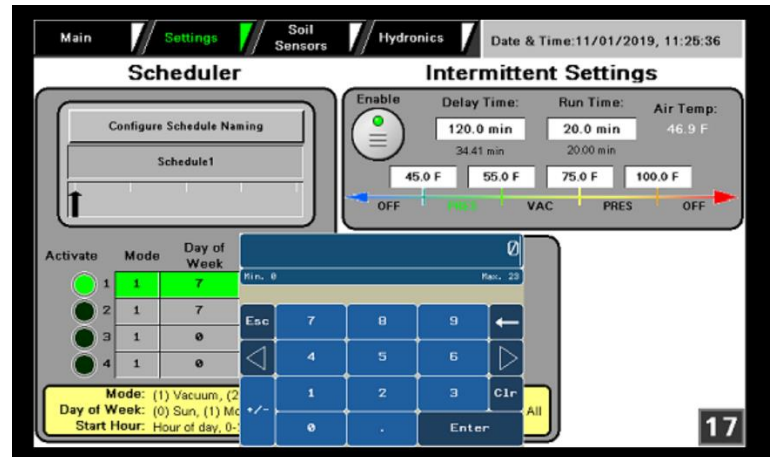 Main Settings Soil Sensors Hydronics Date & Time:11/01/2019, 11:25:36
Scheduler
Configure Schedule Naming
Schedule1
Intermittent Settings
Enable Delay Time: Run Time: Air Temp:
120.0 min 20.0 min 46.9 F
34.41 min 20.00 min
45.0 F 55.0 F 75.0 F 100.0 F
OFF PRES VAC PRES OFF
Activate Mode Day of Week
1 1 7
2 1 7
3 1 0
4 1 0
0
Min. 0 Max. 23
Esc 7 8 9
4 5 6
+/- 1 2 3 Clr
0 . Enter
Mode: (1) Vacuum, (2
Day of Week: (0) Sun, (1) Mo All
Start Hour: Hour of day, 0-
17